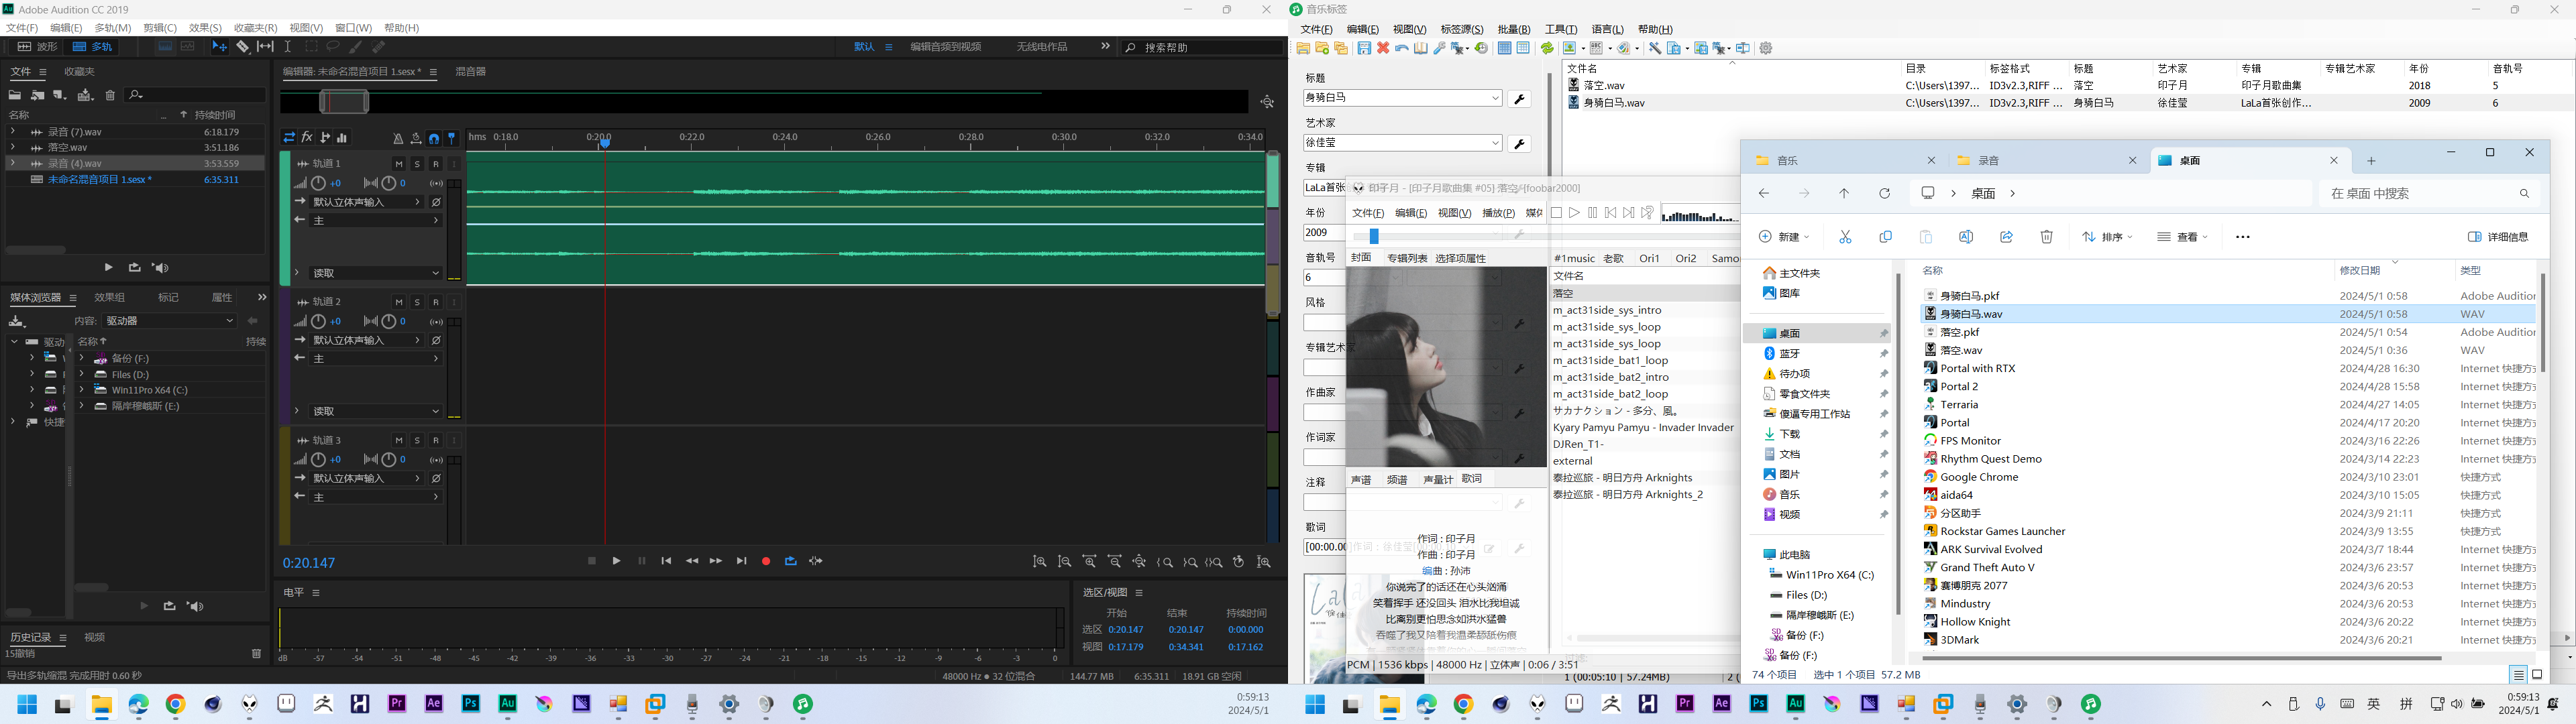 Adobe Audition CC 2019
文件(F) 编辑(E) 多轨(M) 剪辑(C) 效果(S) 收藏夹(R) 视图(V) 窗口(W) 帮助(H)
波形 多轨
默认 编辑音频到视频 无线电作品 搜索帮助
文件 收藏夹
名称 持续时间
录音 (7).wav 6:18.179
落空.wav 3:51.186
录音 (4).wav 3:53.559
未命名混音项目 1.sesx * 6:35.311
媒体浏览器 效果组 标记 属性
内容: 驱动器
驱动 名称 持续
备份 (F:)
Files (D:)
Win11Pro X64 (C:)
隔岸穆峨斯 (E:)
快捷
历史记录 视频
15撤销
导出多轨缩混 完成用时 0.60 秒
编辑器: 未命名混音项目 1.sesx * 混音器
hms 0:18.0 0:20.0 0:22.0 0:24.0 0:26.0 0:28.0 0:30.0 0:32.0 0:34.0
轨道 1 M S R I
+0 0
默认立体声输入
主
读取
轨道 2 M S R I
+0 0
默认立体声输入
主
读取
轨道 3 M S R I
+0 0
默认立体声输入
主
0:20.147
电平
dB -57 -54 -51 -48 -45 -42 -39 -36 -33 -30 -27 -24 -21 -18 -15 -12 -9 -6 -3 0
选区/视图
开始 结束 持续时间
选区 0:20.147 0:20.147 0:00.000
视图 0:17.179 0:34.341 0:17.162
48000 Hz 32 位混合 144.77 MB 6:35.311 18.91 GB 空闲
0:59:13
2024/5/1
音乐标签
文件(F) 编辑(E) 视图(V) 标签源(S) 批量(B) 工具(T) 语言(L) 帮助(H)
标题
身骑白马
艺术家
徐佳莹
专辑
LaLa首张
年份
2009
音轨号
6
风格
专辑艺术家
作曲家
作词家
注释
歌词
[00:00.00]作词 : 徐佳莹
文件名 目录 标签格式 标题 艺术家 专辑 专辑艺术家 年份 音轨号
落空.wav C:\Users\1397... ID3v2.3,RIFF ... 落空 印子月 印子月歌曲集 2018 5
身骑白马.wav C:\Users\1397... ID3v2.3,RIFF ... 身骑白马 徐佳莹 LaLa首张创作... 2009 6
1 (00:05:10 | 57.24MB)
印子月 - [印子月歌曲集 #05] 落空 [foobar2000]
文件(F) 编辑(E) 视图(V) 播放(P) 媒体
封面 专辑列表 选择项属性
#1music 老歌 Ori1 Ori2 Samo
文件名
落空
m_act31side_sys_intro
m_act31side_sys_loop
m_act31side_sys_loop
m_act31side_bat1_loop
m_act31side_bat2_intro
m_act31side_bat2_loop
サカナクション - 多分、風。
Kyary Pamyu Pamyu - Invader Invader
DJRen_T1-
external
泰拉巡旅 - 明日方舟 Arknights
泰拉巡旅 - 明日方舟 Arknights_2
声谱 频谱 声量计 歌词
作词 : 印子月
作曲 : 印子月
编曲 : 孙沛
你说完了的话还在心头汹涌
笑着挥手 还没回头 泪水比我坦诚
比离别更怕思念如洪水猛兽
吞噬了我又陪着我温柔舔舐伤痕
PCM | 1536 kbps | 48000 Hz | 立体声 | 0:06 / 3:51
音乐 录音 桌面
桌面 在 桌面 中搜索
新建 排序 查看 详细信息
主文件夹
图库
桌面
蓝牙
待办项
零食文件夹
傻逼专用工作站
下载
文档
图片
音乐
视频
此电脑
Win11Pro X64 (C:)
Files (D:)
隔岸穆峨斯 (E:)
备份 (F:)
备份 (F:)
名称 修改日期 类型
身骑白马.pkf 2024/5/1 0:58 Adobe Audition
身骑白马.wav 2024/5/1 0:58 WAV
落空.pkf 2024/5/1 0:54 Adobe Audition
落空.wav 2024/5/1 0:36 WAV
Portal with RTX 2024/4/28 16:30 Internet 快捷方式
Portal 2 2024/4/28 15:58 Internet 快捷方式
Terraria 2024/4/27 14:05 Internet 快捷方式
Portal 2024/4/17 20:20 Internet 快捷方式
FPS Monitor 2024/3/16 22:26 Internet 快捷方式
Rhythm Quest Demo 2024/3/14 22:23 Internet 快捷方式
Google Chrome 2024/3/10 23:01 快捷方式
aida64 2024/3/10 15:05 快捷方式
分区助手 2024/3/9 21:11 快捷方式
Rockstar Games Launcher 2024/3/9 13:55 快捷方式
ARK Survival Evolved 2024/3/7 18:44 Internet 快捷方式
Grand Theft Auto V 2024/3/6 23:57 Internet 快捷方式
赛博朋克 2077 2024/3/6 20:53 Internet 快捷方式
Mindustry 2024/3/6 20:53 Internet 快捷方式
Hollow Knight 2024/3/6 20:22 Internet 快捷方式
3DMark 2024/3/6 20:21 Internet 快捷方式
74 个项目 选中 1 个项目 57.2 MB
英 拼
0:59:13
2024/5/1